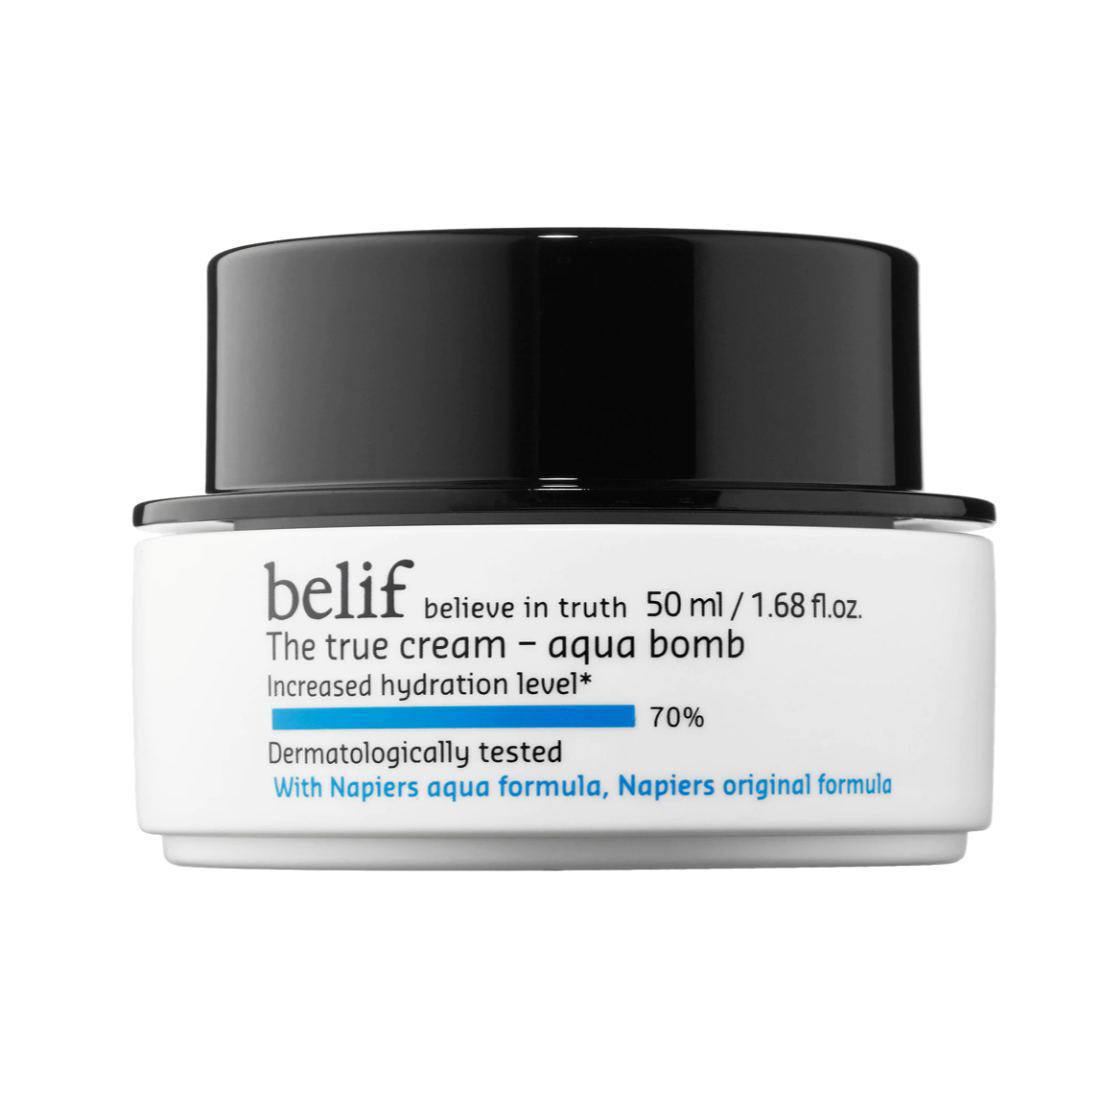 belif believe in truth 50 ml / 1.68 fl.oz.
The true cream – aqua bomb
Increased hydration level*
70%
Dermatologically tested
With Napiers aqua formula, Napiers original formula